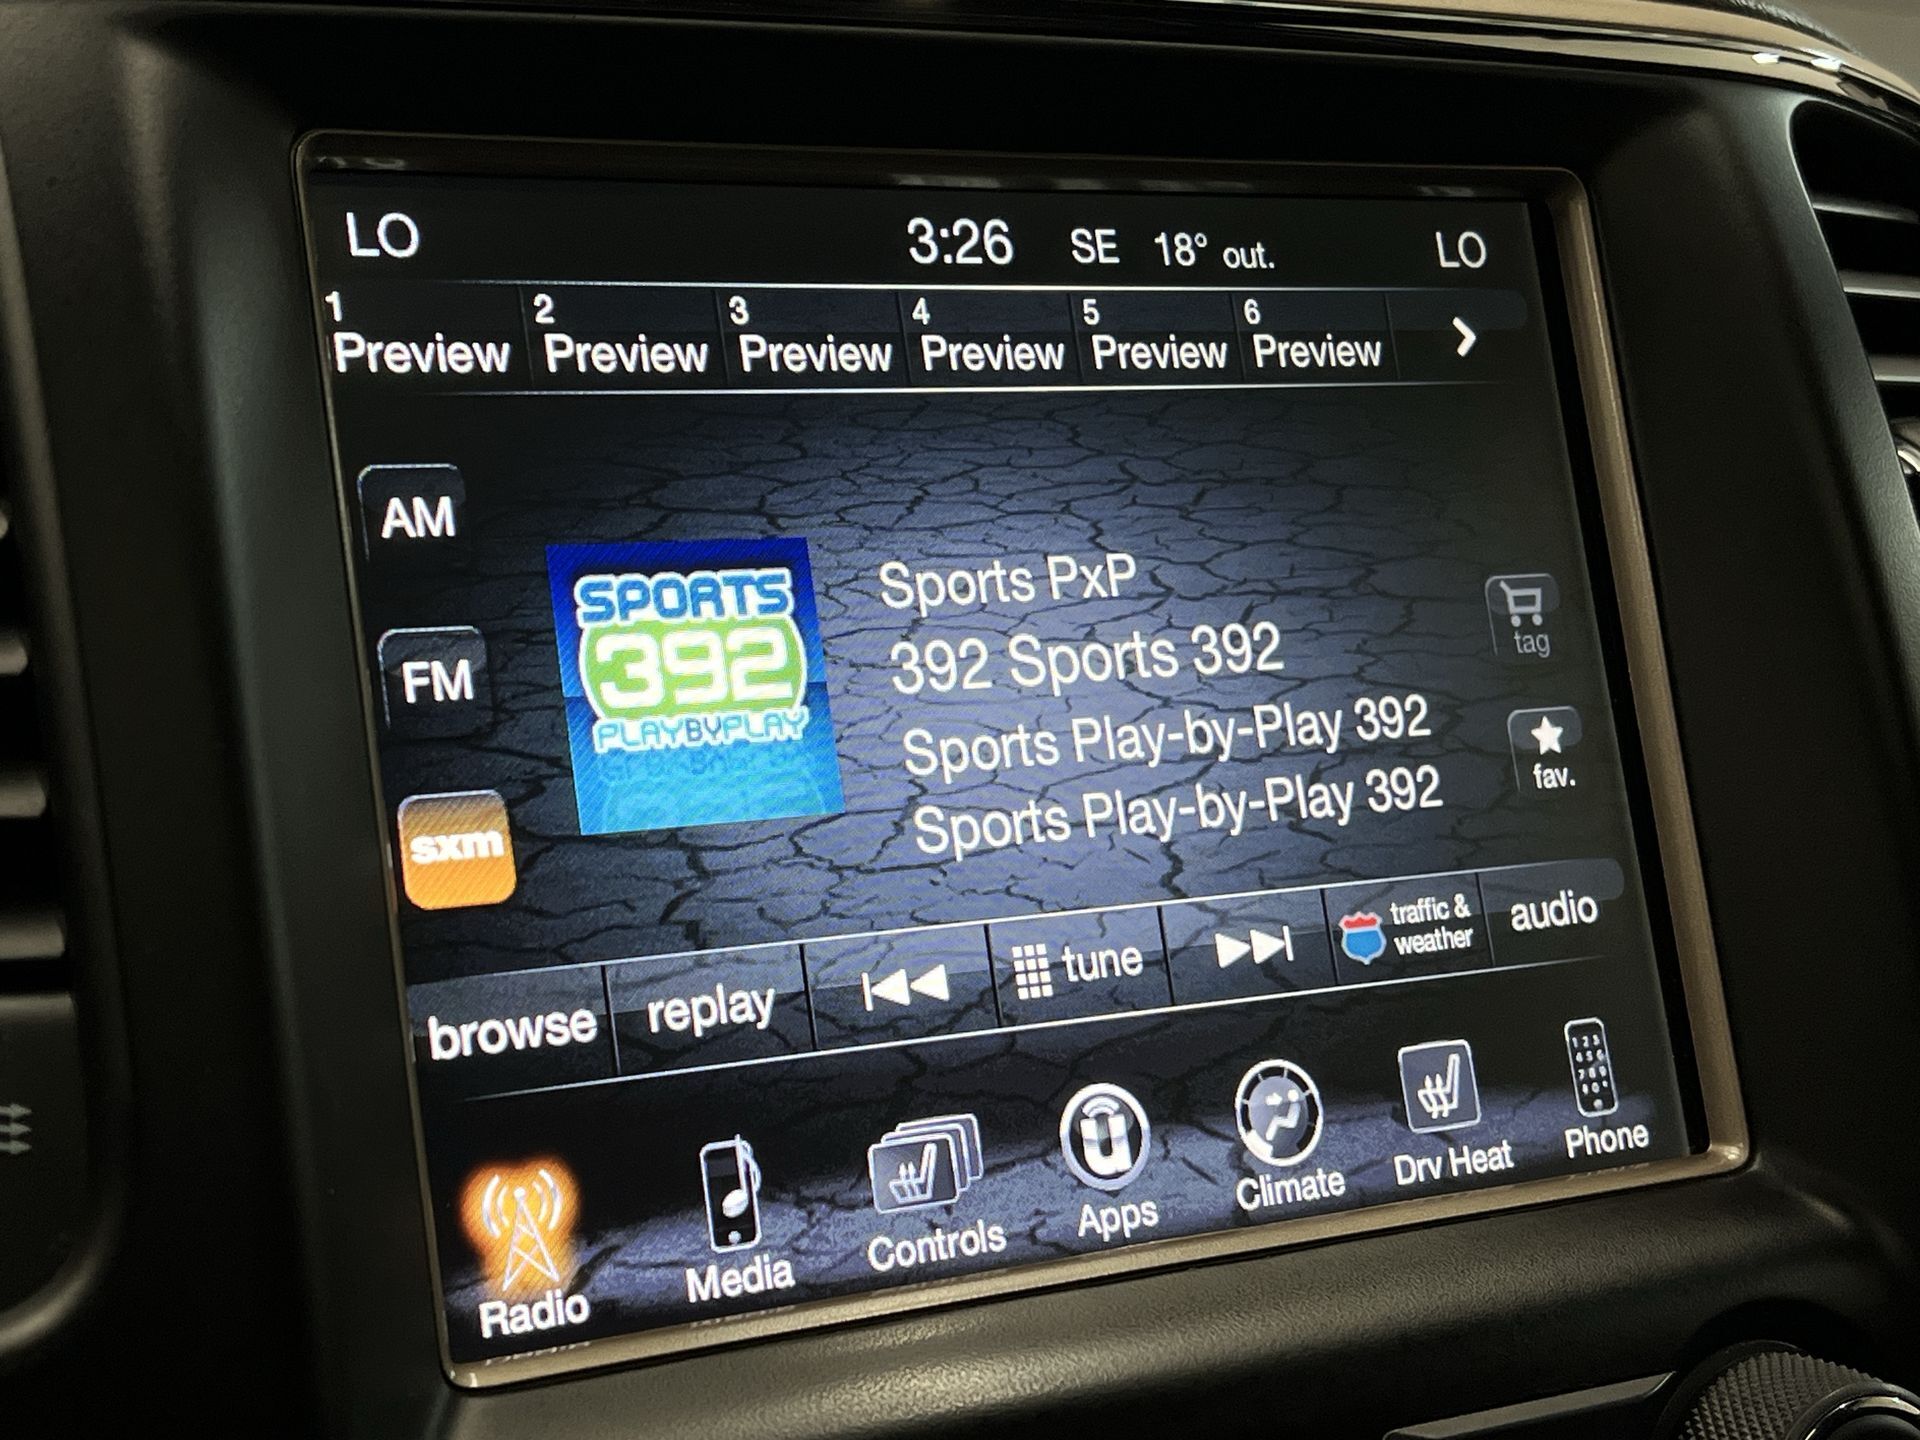 LO 3:26 SE 18° out. LO
1 2 3 4 5 6
Preview Preview Preview Preview Preview Preview
AM
FM
sxm
SPORTS
392
PLAYBYPLAY
Sports PxP
392 Sports 392
Sports Play-by-Play 392
Sports Play-by-Play 392
tag
fav.
browse replay tune traffic & weather audio
Radio Media Controls Apps Climate Drv Heat Phone